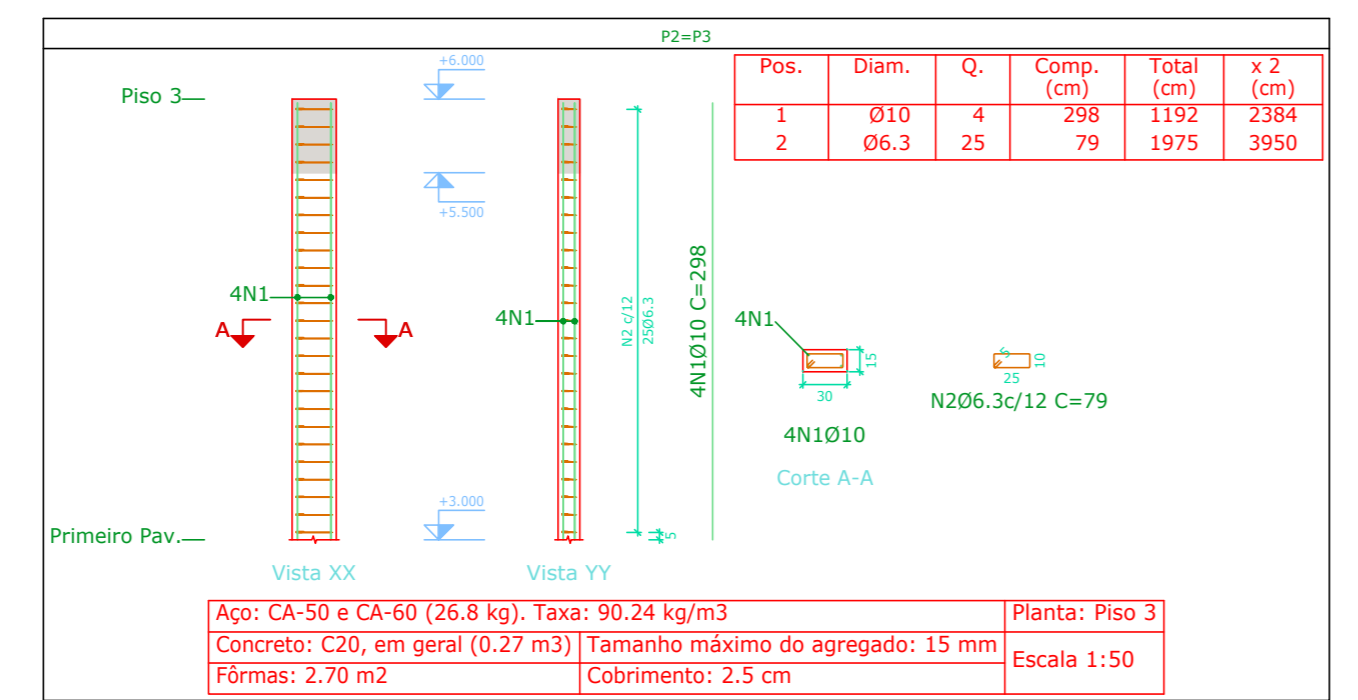 P2=P3
Pos. Diam. Q. Comp. (cm) Total (cm) x 2 (cm)
1 Ø10 4 298 1192 2384
2 Ø6.3 25 79 1975 3950
Piso 3
+6.000
+5.500
4N1
A A
+3.000
Primeiro Pav.
Vista XX
4N1
Vista YY
N2 c/12
25Ø6.3
5
4N1Ø10 C=298
4N1
15
30
4N1Ø10
Corte A-A
5
10
25
N2Ø6.3c/12 C=79
Aço: CA-50 e CA-60 (26.8 kg). Taxa: 90.24 kg/m3
Planta: Piso 3
Concreto: C20, em geral (0.27 m3)
Tamanho máximo do agregado: 15 mm
Escala 1:50
Fôrmas: 2.70 m2
Cobrimento: 2.5 cm